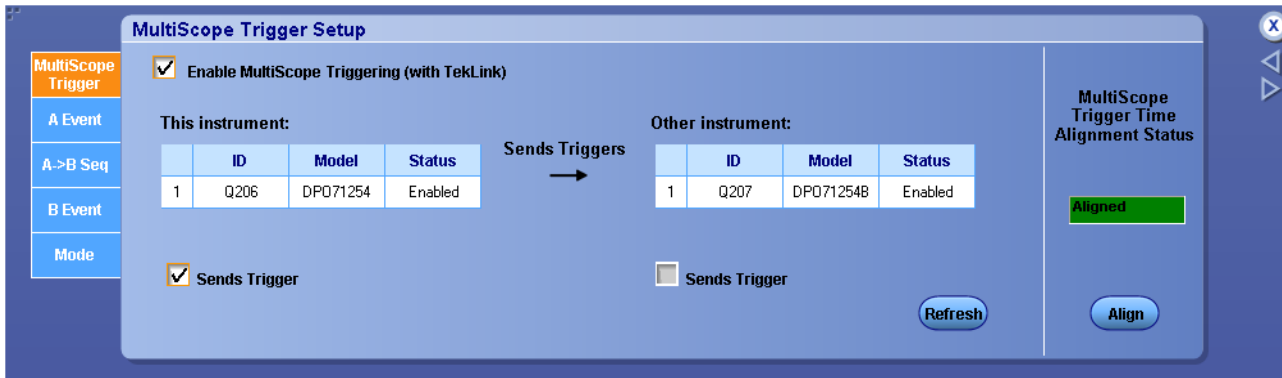 MultiScope Trigger Setup
X
MultiScope
Trigger
A Event
A->B Seq
B Event
Mode
Enable MultiScope Triggering (with TekLink)
This instrument:
ID Model Status
1 Q206 DPO71254 Enabled
Sends Trigger
Sends Triggers
Other instrument:
ID Model Status
1 Q207 DPO71254B Enabled
Sends Trigger
Refresh
MultiScope
Trigger Time
Alignment Status
Aligned
Align